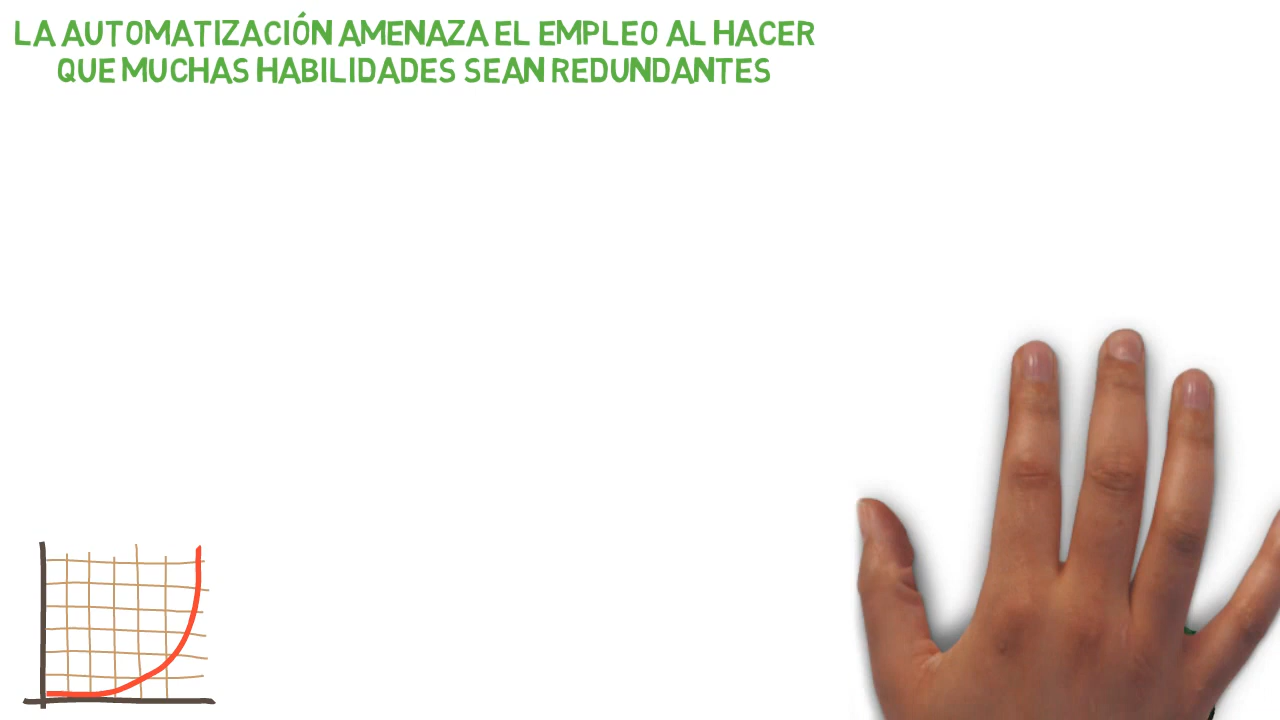 LA AUTOMATIZACIÓN AMENAZA EL EMPLEO AL HACER
QUE MUCHAS HABILIDADES SEAN REDUNDANTES